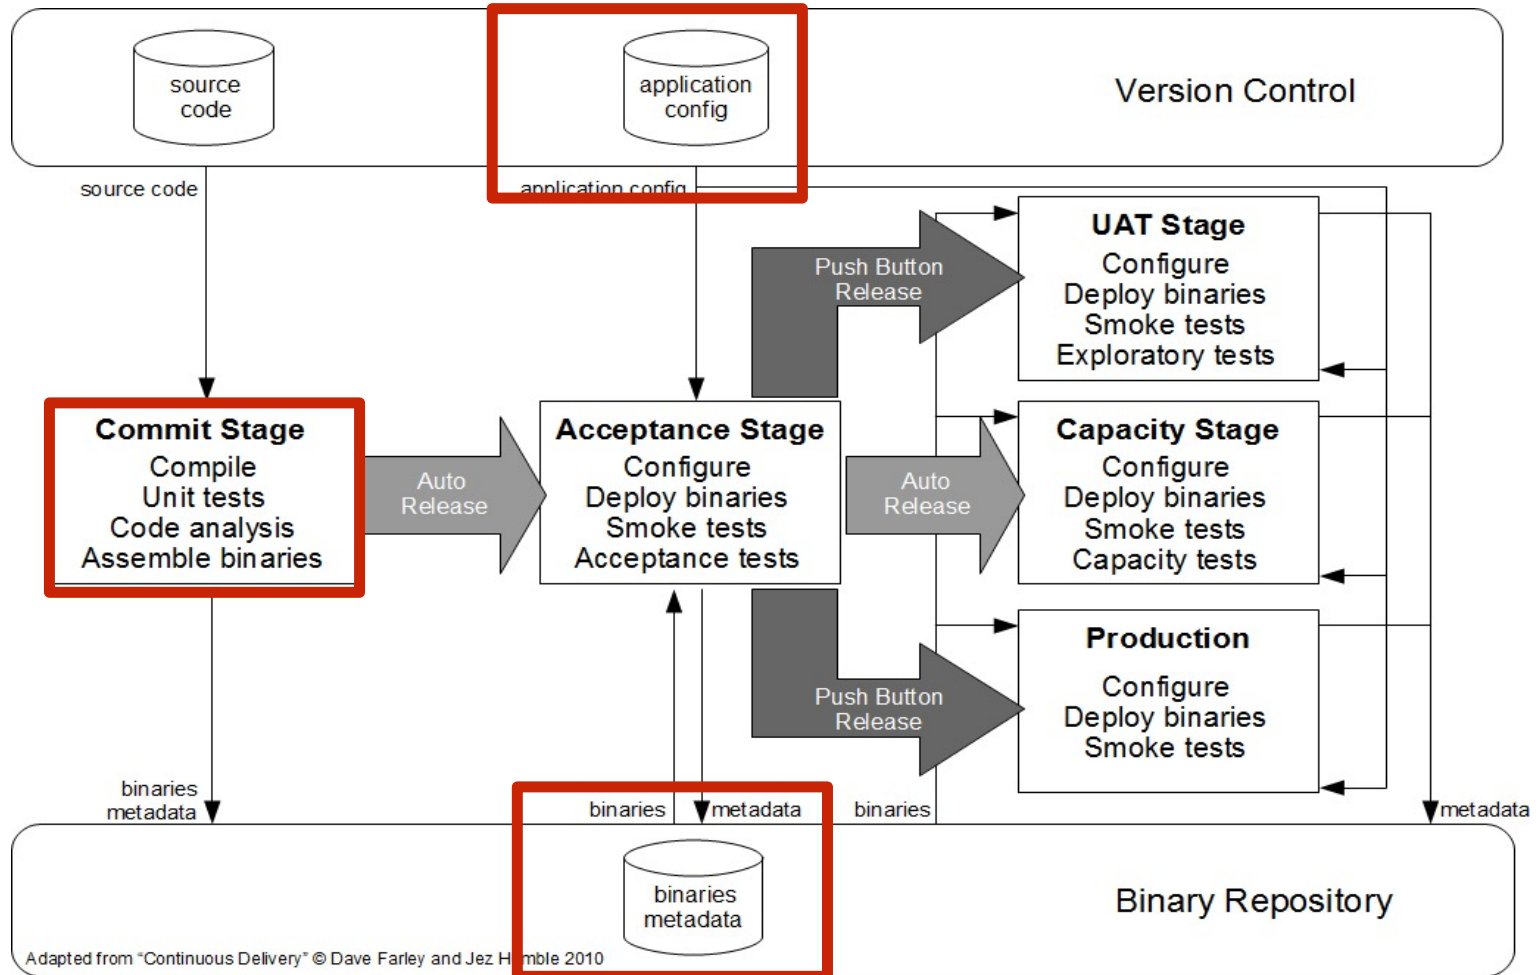 source
code
application
config
Version Control
source code
application config
UAT Stage
Configure
Deploy binaries
Smoke tests
Exploratory tests
Push Button
Release
Commit Stage
Compile
Unit tests
Code analysis
Assemble binaries
Auto
Release
Acceptance Stage
Configure
Deploy binaries
Smoke tests
Acceptance tests
Auto
Release
Capacity Stage
Configure
Deploy binaries
Smoke tests
Capacity tests
Push Button
Release
Production
Configure
Deploy binaries
Smoke tests
binaries
metadata
binaries
metadata
binaries
metadata
binaries
metadata
Binary Repository
Adapted from “Continuous Delivery” © Dave Farley and Jez Humble 2010